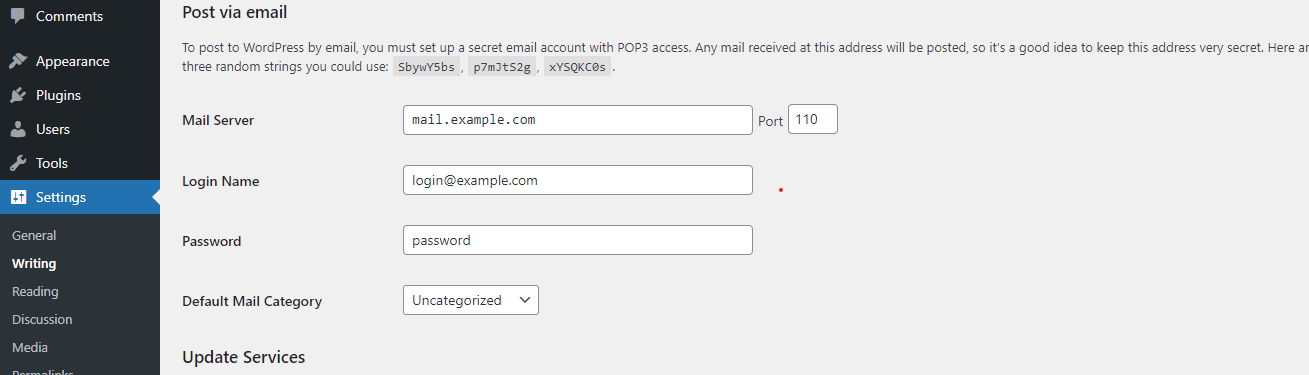 Comments
Appearance
Plugins
Users
Tools
Settings
General
Writing
Reading
Discussion
Media
Permalinks
Post via email
To post to WordPress by email, you must set up a secret email account with POP3 access. Any mail received at this address will be posted, so it's a good idea to keep this address very secret. Here ar
three random strings you could use: SbywY5bs, p7mJtS2g, xYSQKC0s.
Mail Server mail.example.com Port 110
Login Name login@example.com
Password password
Default Mail Category Uncategorized
Update Services